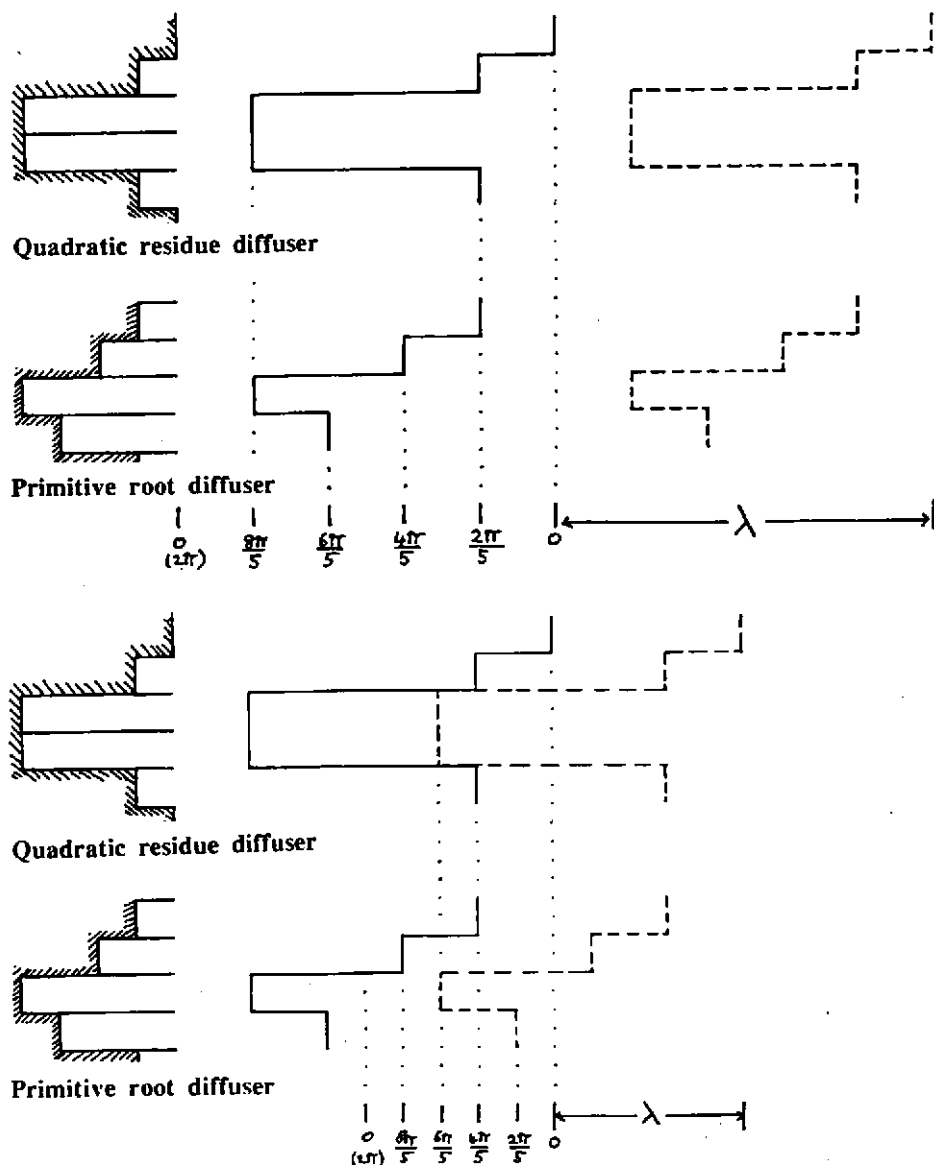 Quadratic residue diffuser
Primitive root diffuser
0 (2π) 8π/5 6π/5 4π/5 2π/5 0 λ
Quadratic residue diffuser
Primitive root diffuser
0 (2π) 8π/5 6π/5 4π/5 2π/5 0 λ